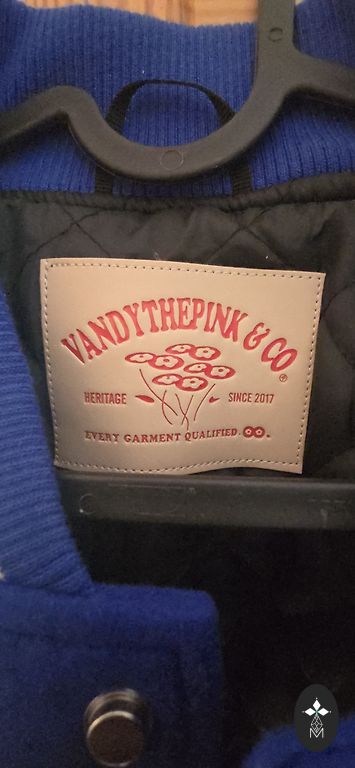 VANDYTHEPINK & CO
®
HERITAGE SINCE 2017
EVERY GARMENT QUALIFIED.
M